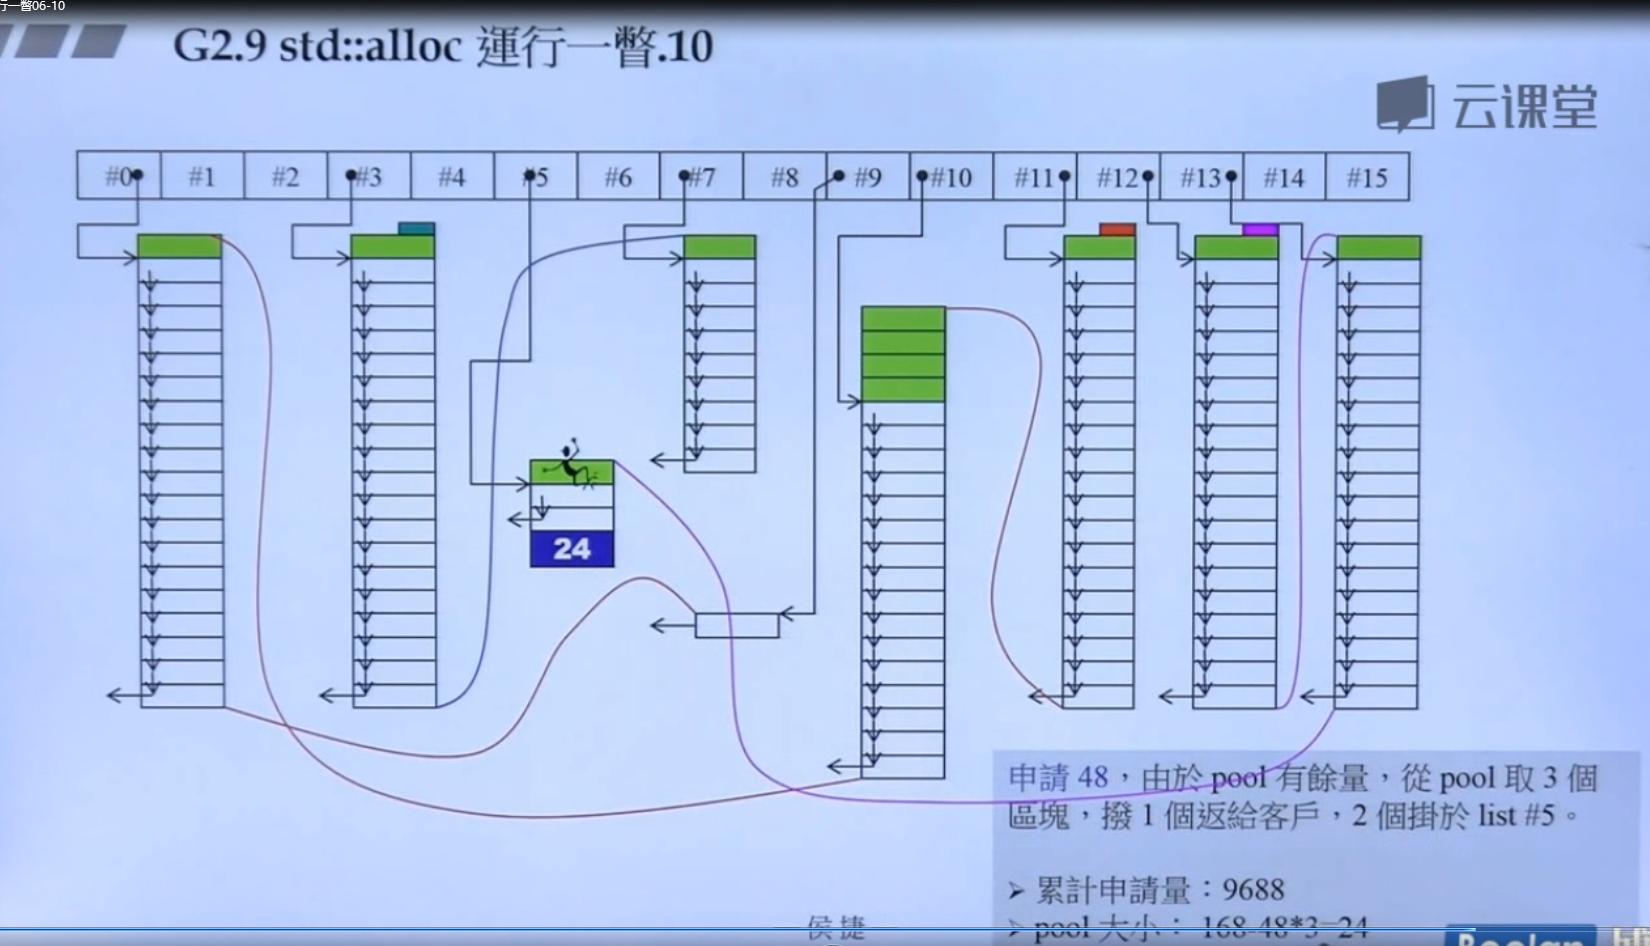 行一瞥06-10
G2.9 std::alloc 運行一瞥.10
云课堂
#0 #1 #2 #3 #4 #5 #6 #7 #8 #9 #10 #11 #12 #13 #14 #15
24
申請 48，由於 pool 有餘量，從 pool 取 3 個
區塊，撥 1 個返給客戶，2 個掛於 list #5。
➢ 累計申請量：9688
➢ pool 大小： 168-48*3=24
侯捷
Boolan